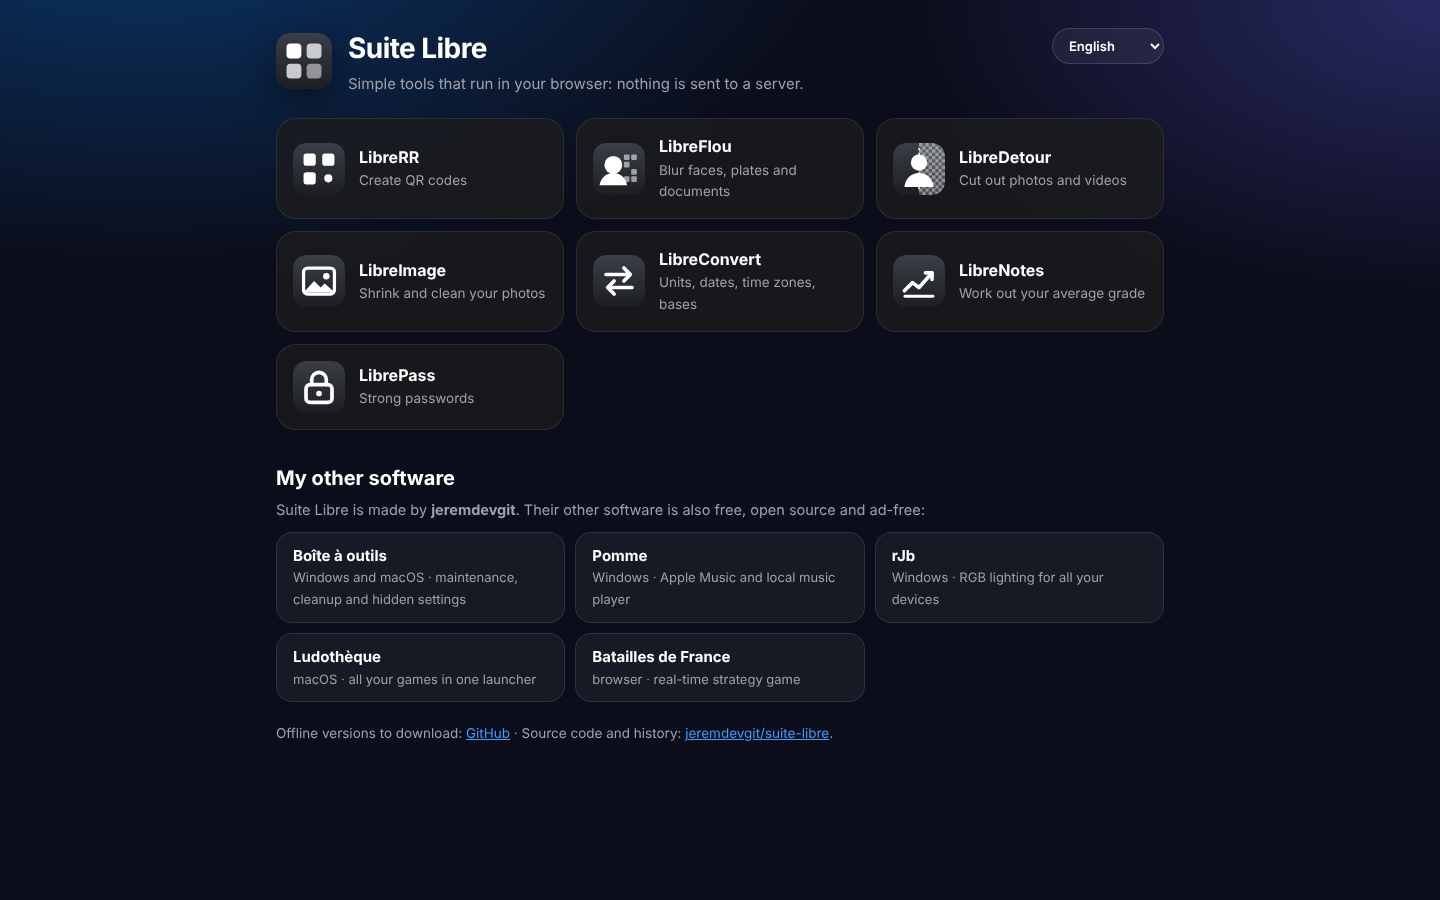 Suite Libre
English
Simple tools that run in your browser: nothing is sent to a server.
LibreRR
Create QR codes
LibreFlou
Blur faces, plates and
documents
LibreDetour
Cut out photos and videos
LibreImage
Shrink and clean your photos
LibreConvert
Units, dates, time zones,
bases
LibreNotes
Work out your average grade
LibrePass
Strong passwords
My other software
Suite Libre is made by jeremdevgit. Their other software is also free, open source and ad-free:
Boîte à outils
Windows and macOS · maintenance,
cleanup and hidden settings
Pomme
Windows · Apple Music and local music
player
rJb
Windows · RGB lighting for all your
devices
Ludothèque
macOS · all your games in one launcher
Batailles de France
browser · real-time strategy game
Offline versions to download: GitHub · Source code and history: jeremdevgit/suite-libre.